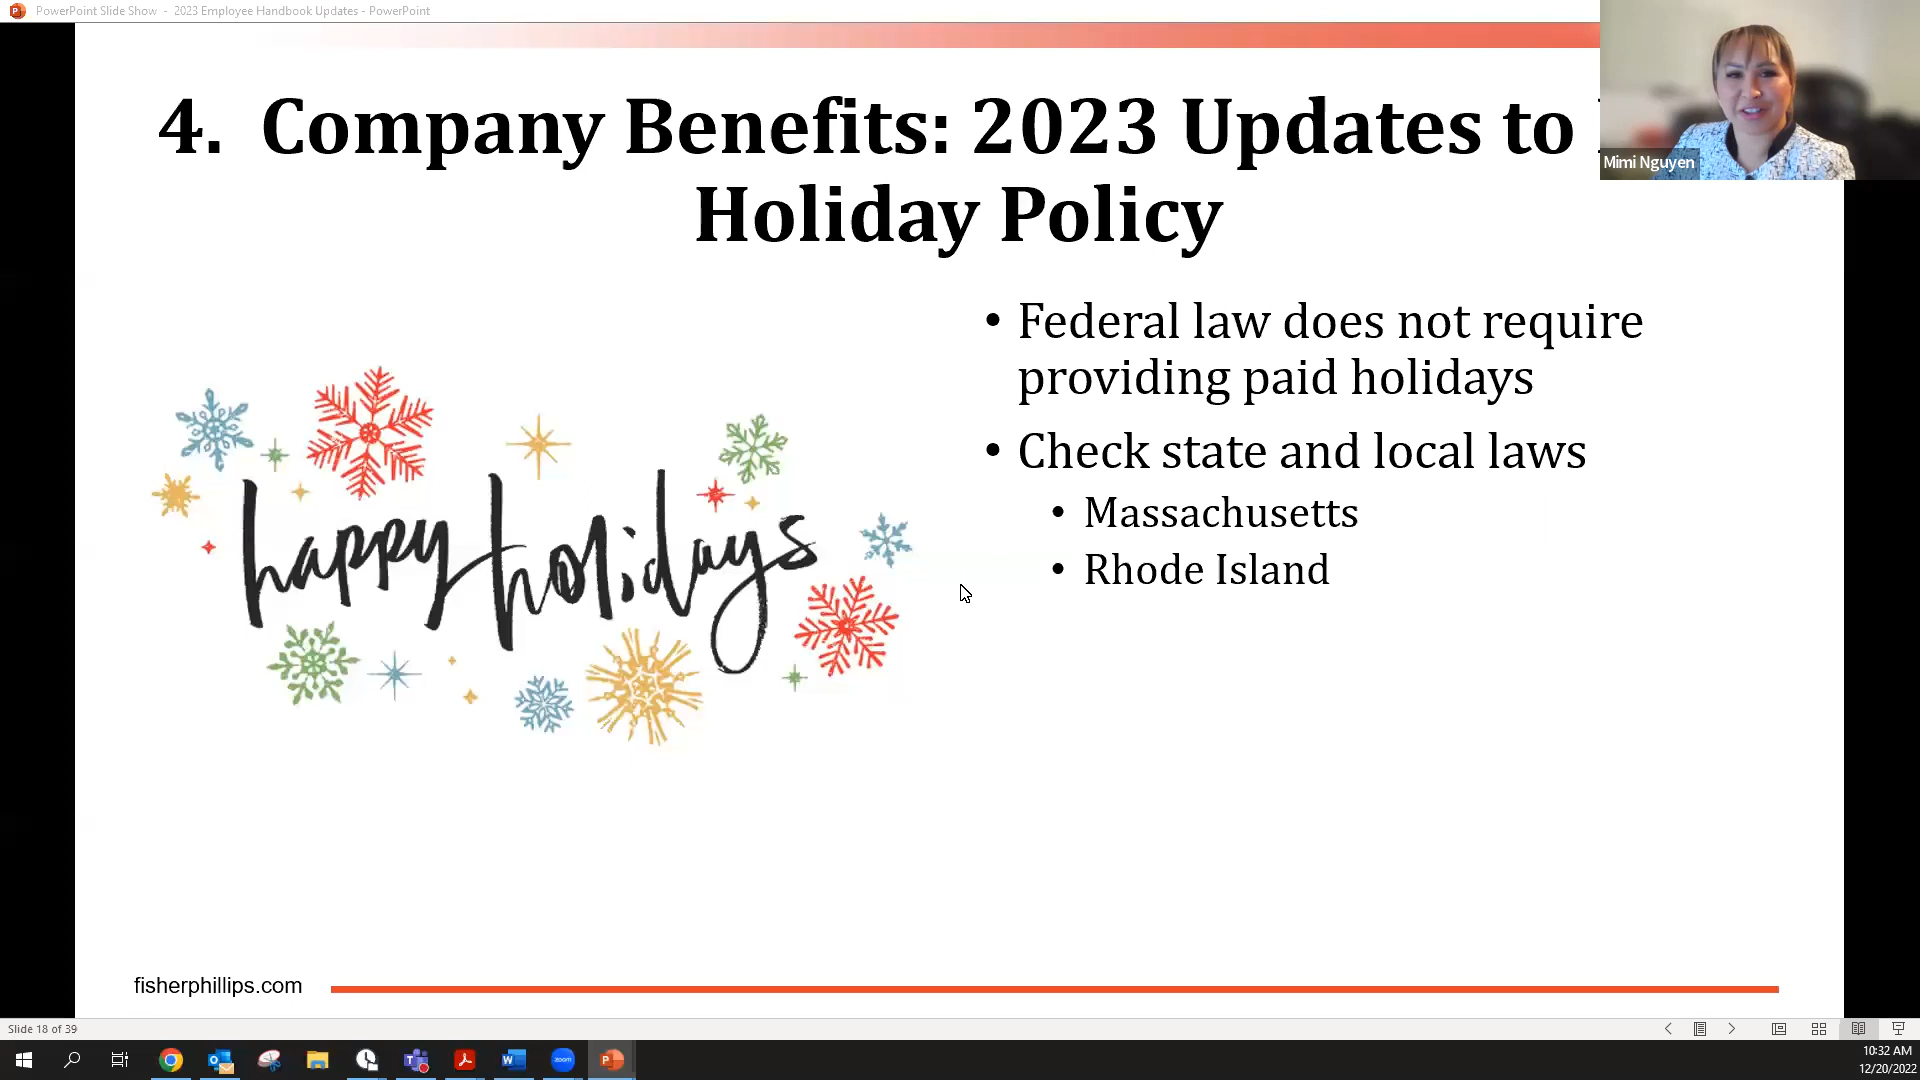 PowerPoint Slide Show - 2023 Employee Handbook Updates - PowerPoint
4. Company Benefits: 2023 Updates to
Holiday Policy
Mimi Nguyen
• Federal law does not require
providing paid holidays
• Check state and local laws
• Massachusetts
• Rhode Island
happy holidays
fisherphillips.com
Slide 18 of 39
zoom
10:32 AM
12/20/2022